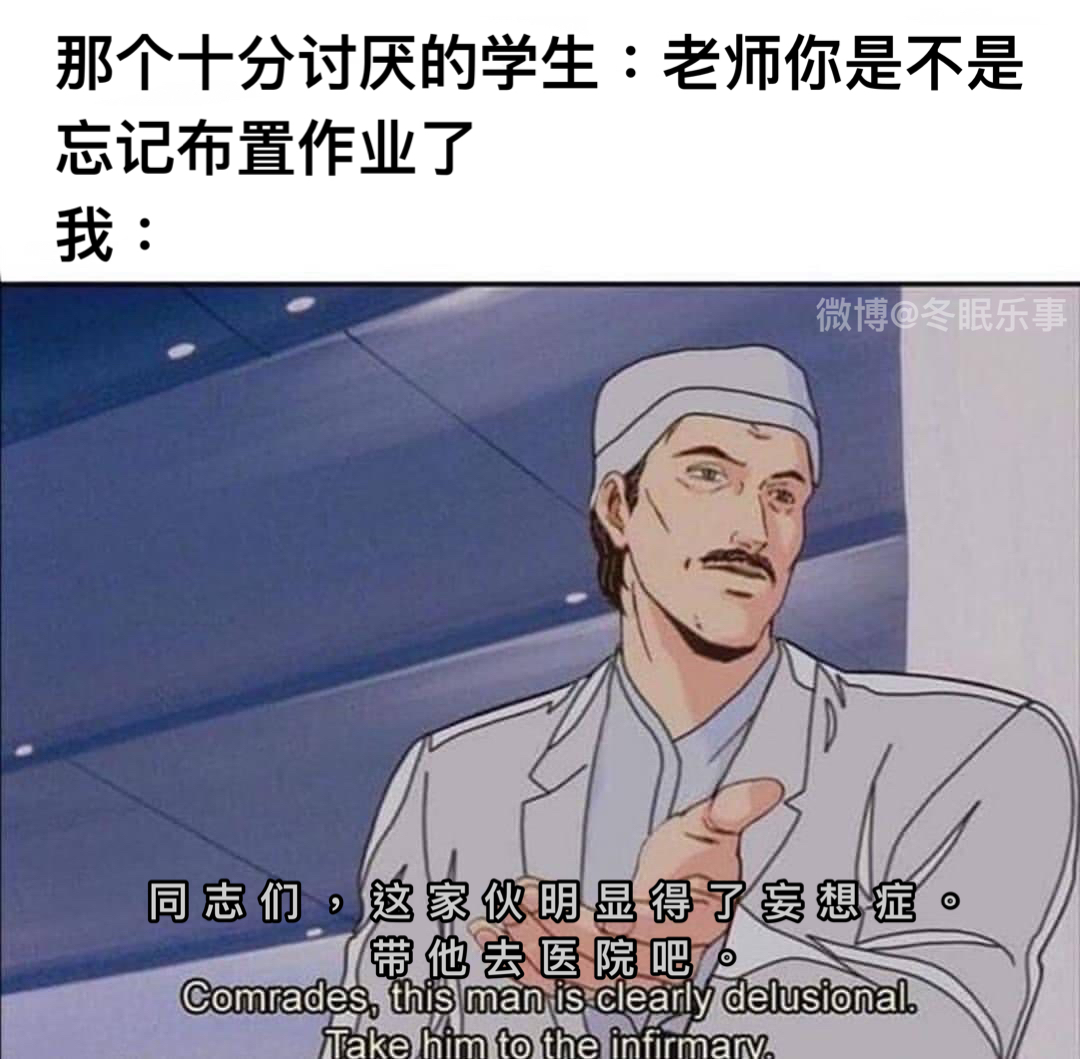 那个十分讨厌的学生：老师你是不是
忘记布置作业了
我：
微博@冬眠乐事
同志们，这家伙明显得了妄想症。
带他去医院吧。
Comrades, this man is clearly delusional.
Take him to the infirmary.